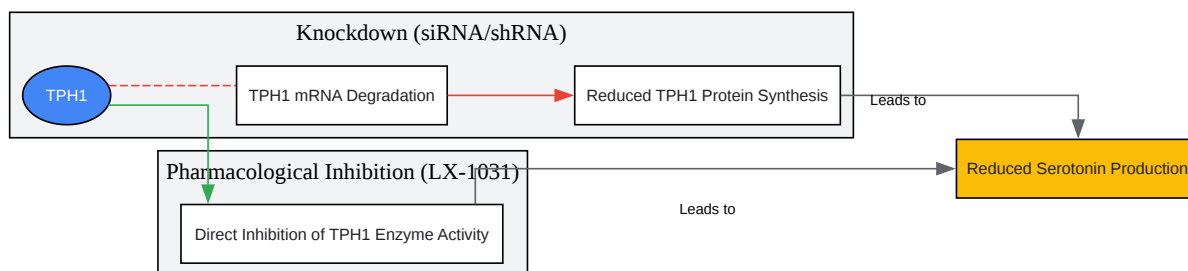 Knockdown (siRNA/shRNA)
TPH1
TPH1 mRNA Degradation
Reduced TPH1 Protein Synthesis
Leads to
Pharmacological Inhibition (LX-1031)
Reduced Serotonin Production
Leads to
Direct Inhibition of TPH1 Enzyme Activity